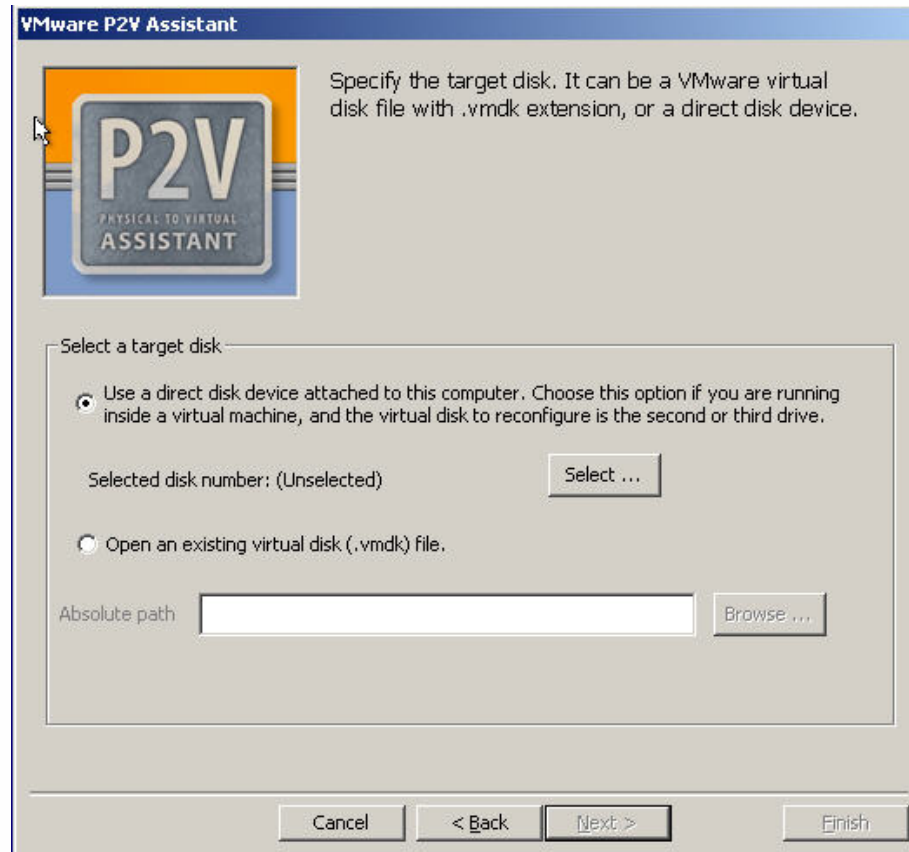 VMware P2V Assistant
P2V
PHYSICAL TO VIRTUAL
ASSISTANT
Specify the target disk. It can be a VMware virtual
disk file with .vmdk extension, or a direct disk device.
Select a target disk
Use a direct disk device attached to this computer. Choose this option if you are running
inside a virtual machine, and the virtual disk to reconfigure is the second or third drive.
Selected disk number: (Unselected)
Select ...
Open an existing virtual disk (.vmdk) file.
Absolute path
Browse ...
Cancel
< Back
Next >
Finish